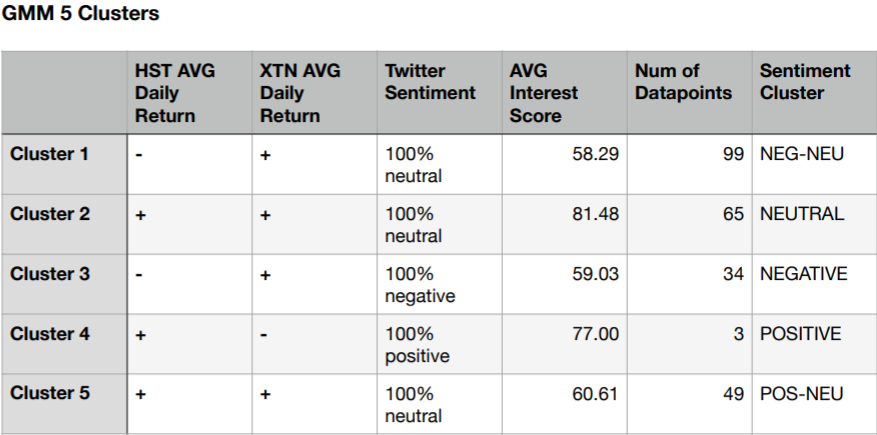 GMM 5 Clusters
HST AVG Daily Return XTN AVG Daily Return Twitter Sentiment AVG Interest Score Num of Datapoints Sentiment Cluster
Cluster 1 - + 100% neutral 58.29 99 NEG-NEU
Cluster 2 + + 100% neutral 81.48 65 NEUTRAL
Cluster 3 - + 100% negative 59.03 34 NEGATIVE
Cluster 4 + - 100% positive 77.00 3 POSITIVE
Cluster 5 + + 100% neutral 60.61 49 POS-NEU